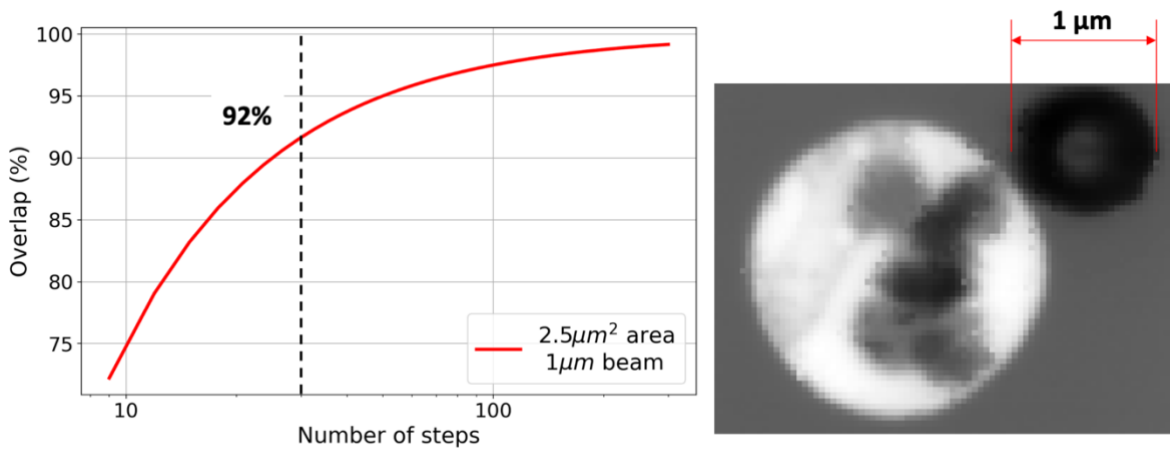 100
95
90
85
80
75
Overlap (%)
92%
2.5μm² area
1μm beam
10
100
Number of steps
1 μm